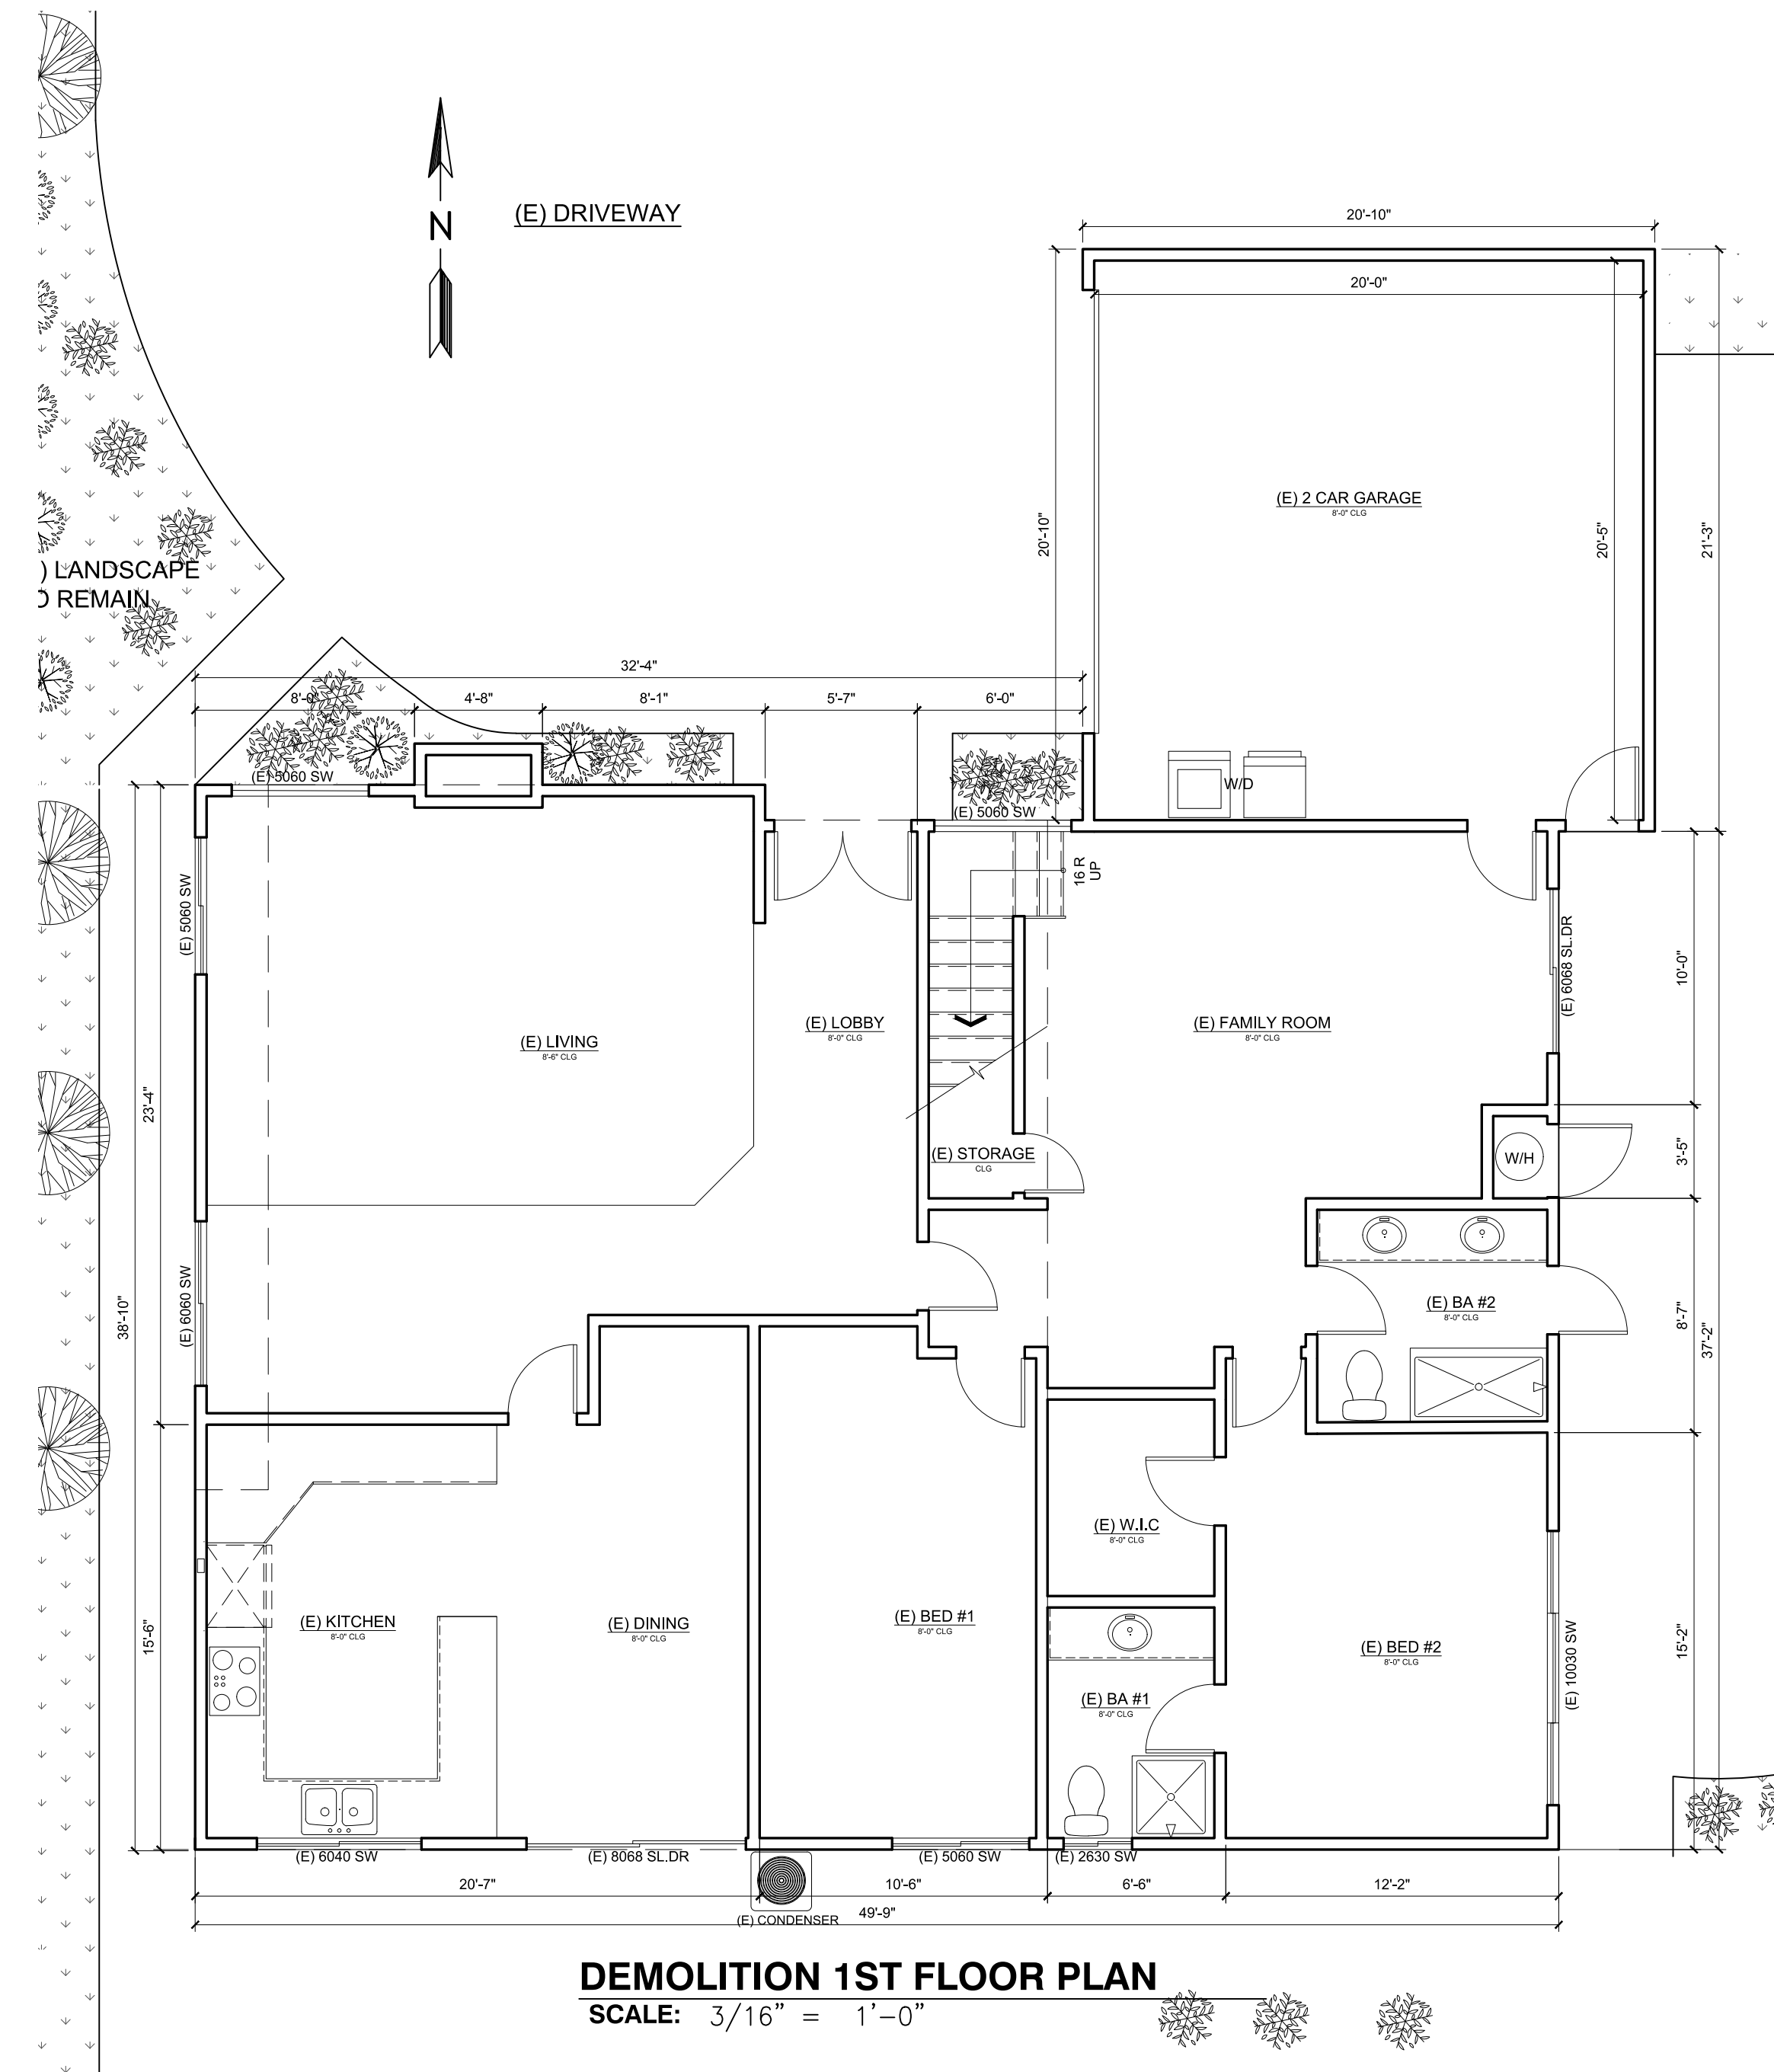 N
(E) DRIVEWAY
20'-10"
20'-0"
(E) 2 CAR GARAGE
8'-0" CLG
20'-10"
20'-5"
21'-3"
) LANDSCAPE
O REMAIN
32'-4"
8'-0"
4'-8"
8'-1"
5'-7"
6'-0"
(E) 5060 SW
W/D
(E) 5060 SW
16 R
UP
(E) 5060 SW
(E) 6068 SL.DR
10'-0"
(E) LIVING
8'-6" CLG
(E) LOBBY
8'-0" CLG
(E) FAMILY ROOM
8'-0" CLG
23'-4"
(E) STORAGE
CLG
W/H
3'-5"
38'-10"
(E) 6060 SW
(E) BA #2
8'-0" CLG
8'-7"
37'-2"
(E) W.I.C
8'-0" CLG
(E) KITCHEN
8'-0" CLG
(E) DINING
8'-0" CLG
(E) BED #1
8'-0" CLG
(E) BED #2
8'-0" CLG
15'-6"
15'-2"
(E) 10030 SW
(E) BA #1
8'-0" CLG
(E) 6040 SW
(E) 8068 SL.DR
(E) 5060 SW
(E) 2630 SW
20'-7"
10'-6"
6'-6"
12'-2"
49'-9"
(E) CONDENSER
DEMOLITION 1ST FLOOR PLAN
SCALE: 3/16" = 1'-0"